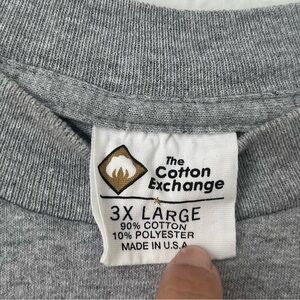 The
Cotton
Exchange
3X LARGE
90% COTTON
10% POLYESTER
MADE IN U.S.A.